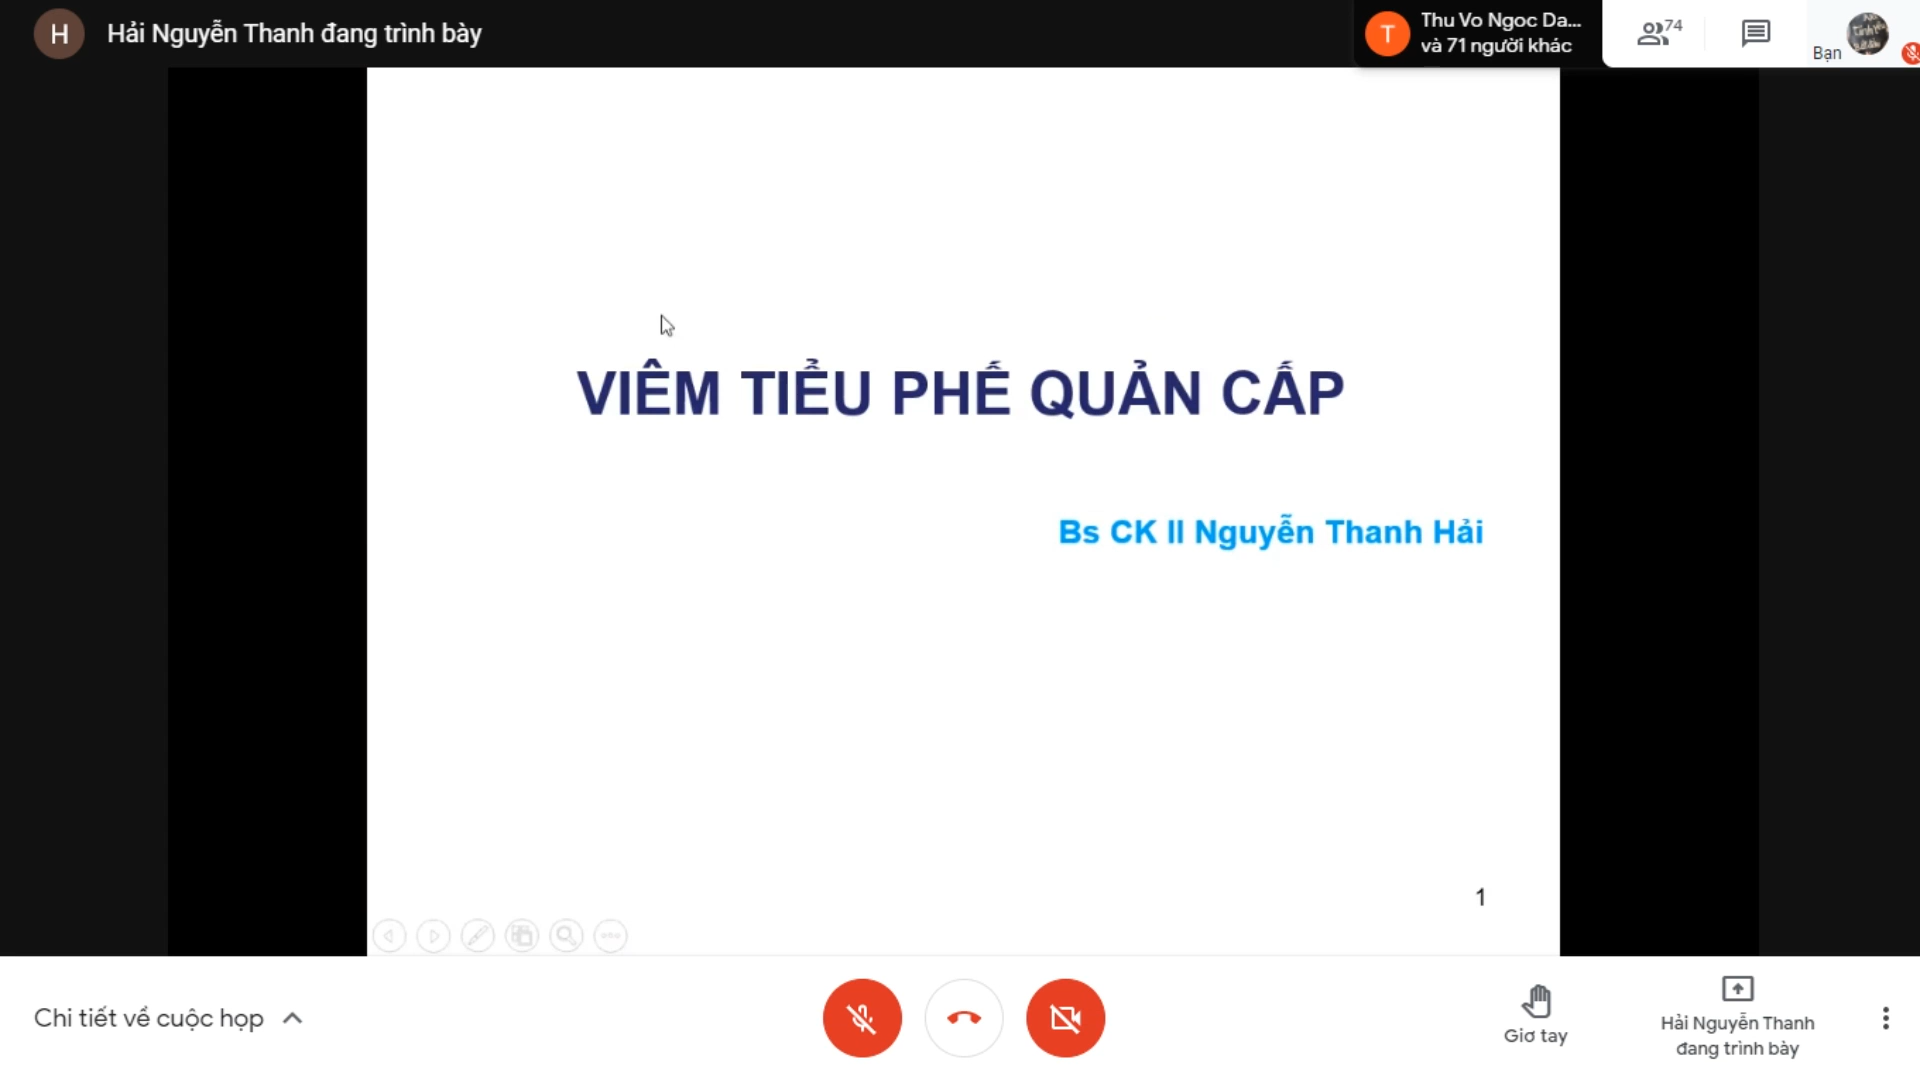 H
Hải Nguyễn Thanh đang trình bày
T
Thu Vo Ngoc Da...
và 71 người khác
74
Bạn
VIÊM TIỂU PHẾ QUẢN CẤP
Bs CK II Nguyễn Thanh Hải
1
Chi tiết về cuộc họp
Giơ tay
Hải Nguyễn Thanh
đang trình bày